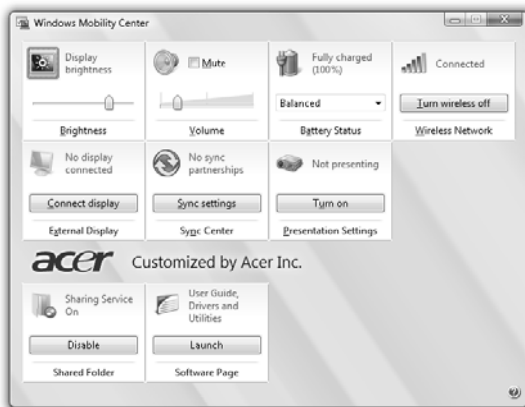 Windows Mobility Center
Display
brightness
Brightness
Mute
Volume
Fully charged
(100%)
Balanced
Battery Status
Connected
Turn wireless off
Wireless Network
No display
connected
Connect display
External Display
No sync
partnerships
Sync settings
Sync Center
Not presenting
Turn on
Presentation Settings
acer Customized by Acer Inc.
Sharing Service
On
Disable
Shared Folder
User Guide,
Drivers and
Utilities
Launch
Software Page